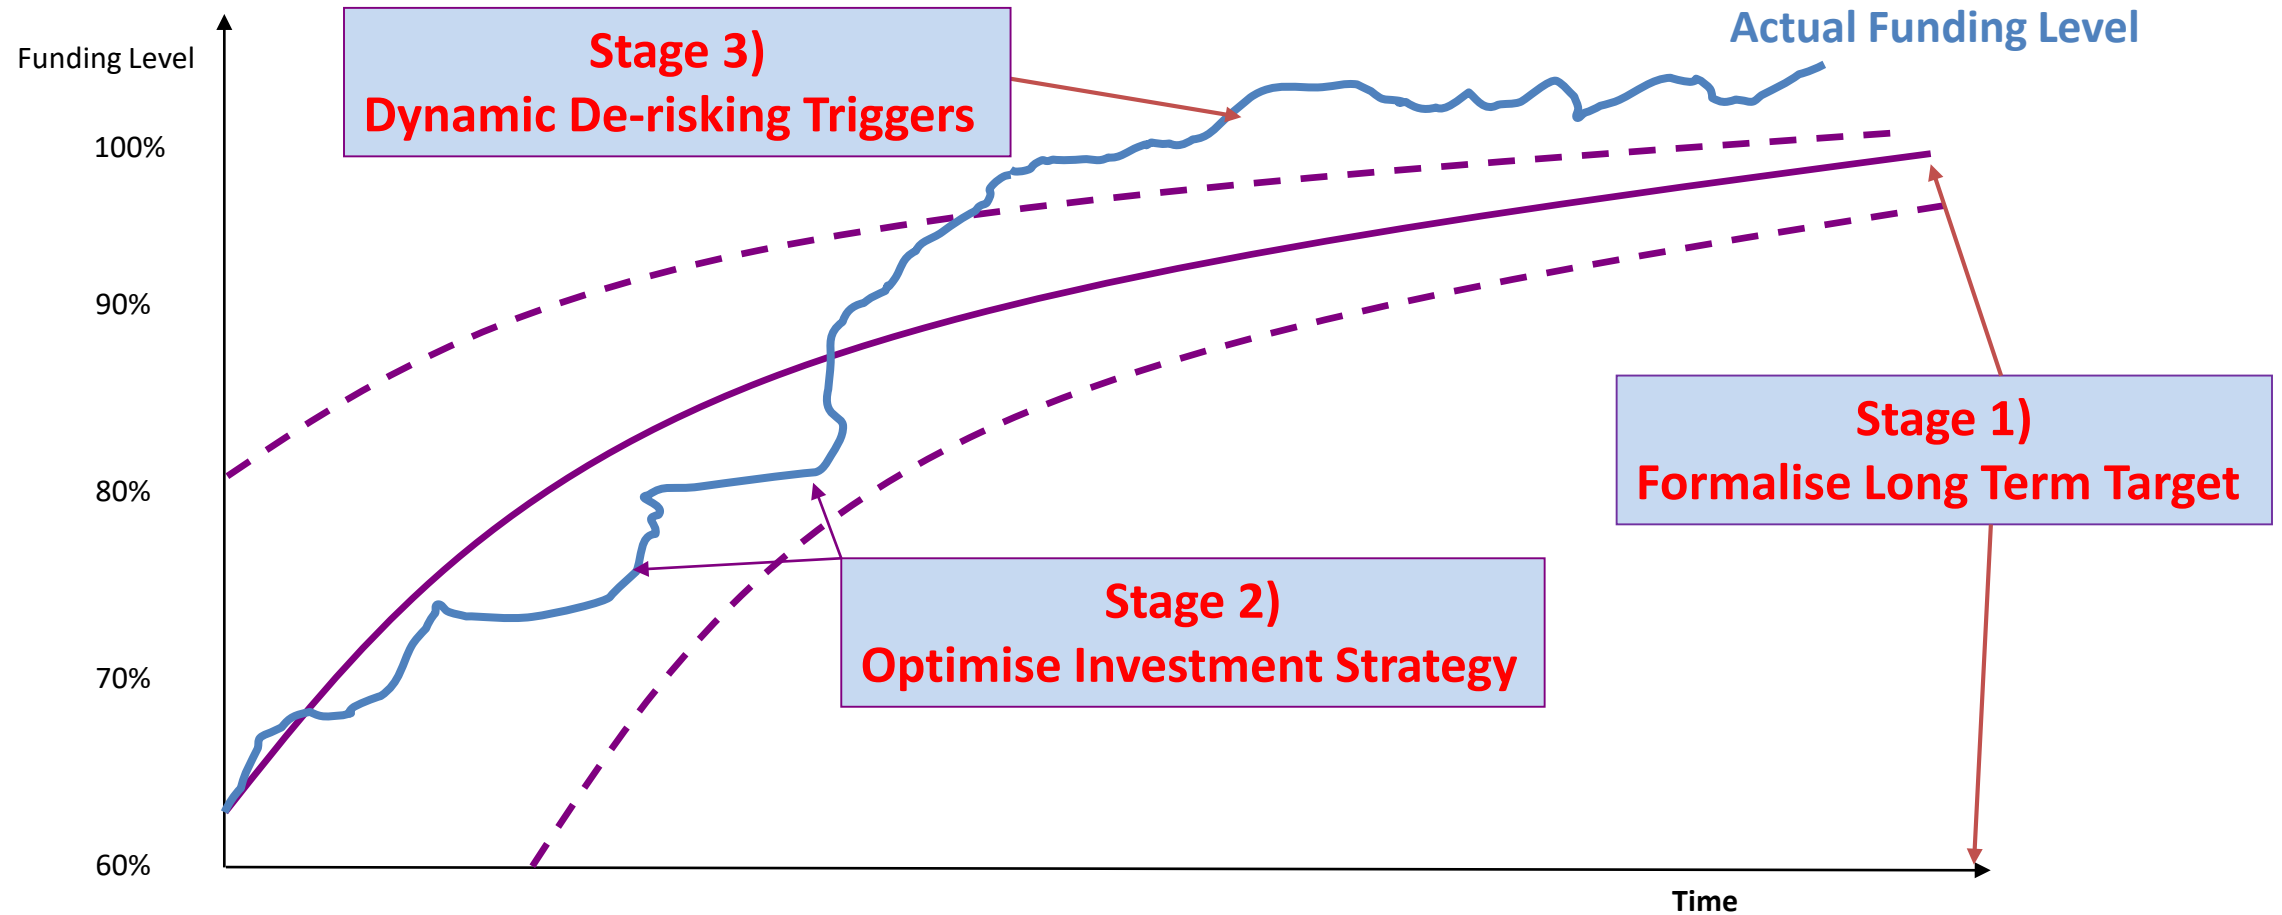 Actual Funding Level
Funding Level
Stage 3)
Dynamic De-risking Triggers
100%
90%
80%
70%
60%
Stage 1)
Formalise Long Term Target
Stage 2)
Optimise Investment Strategy
Time